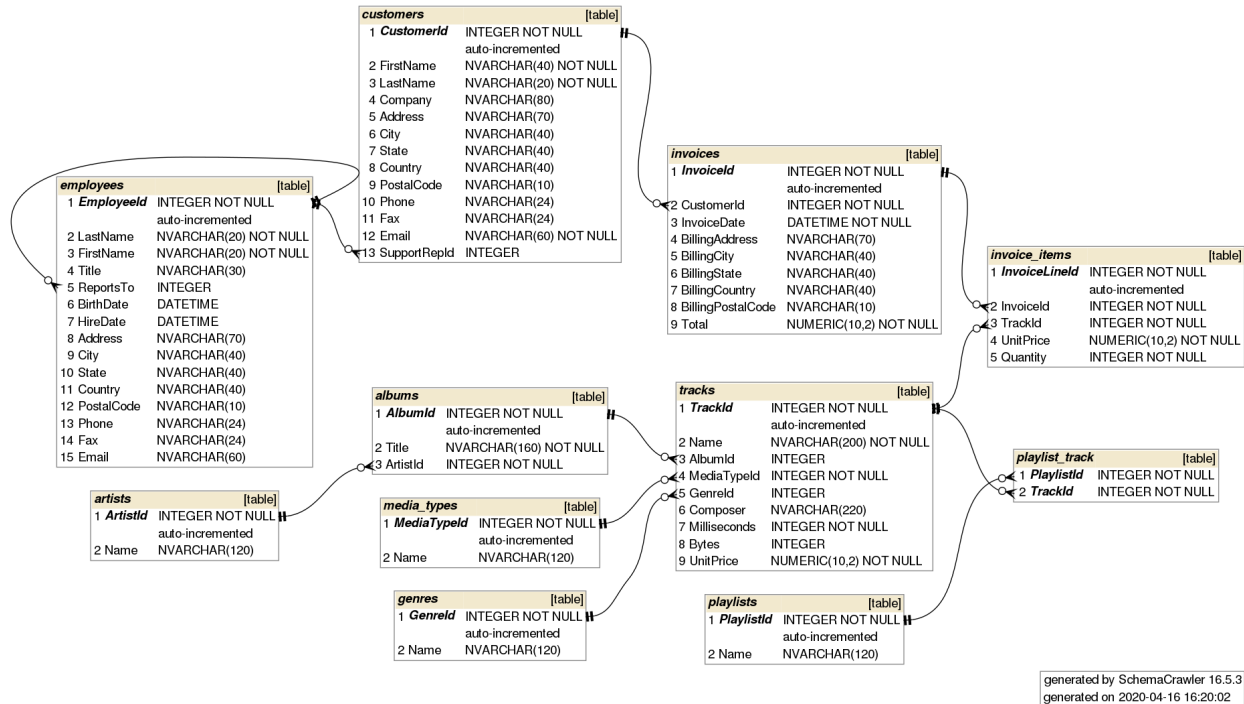 customers [table]
1 CustomerId INTEGER NOT NULL
auto-incremented
2 FirstName NVARCHAR(40) NOT NULL
3 LastName NVARCHAR(20) NOT NULL
4 Company NVARCHAR(80)
5 Address NVARCHAR(70)
6 City NVARCHAR(40)
7 State NVARCHAR(40)
8 Country NVARCHAR(40)
9 PostalCode NVARCHAR(10)
10 Phone NVARCHAR(24)
11 Fax NVARCHAR(24)
12 Email NVARCHAR(60) NOT NULL
13 SupportRepId INTEGER
employees [table]
1 EmployeeId INTEGER NOT NULL
auto-incremented
2 LastName NVARCHAR(20) NOT NULL
3 FirstName NVARCHAR(20) NOT NULL
4 Title NVARCHAR(30)
5 ReportsTo INTEGER
6 BirthDate DATETIME
7 HireDate DATETIME
8 Address NVARCHAR(70)
9 City NVARCHAR(40)
10 State NVARCHAR(40)
11 Country NVARCHAR(40)
12 PostalCode NVARCHAR(10)
13 Phone NVARCHAR(24)
14 Fax NVARCHAR(24)
15 Email NVARCHAR(60)
invoices [table]
1 InvoiceId INTEGER NOT NULL
auto-incremented
2 CustomerId INTEGER NOT NULL
3 InvoiceDate DATETIME NOT NULL
4 BillingAddress NVARCHAR(70)
5 BillingCity NVARCHAR(40)
6 BillingState NVARCHAR(40)
7 BillingCountry NVARCHAR(40)
8 BillingPostalCode NVARCHAR(10)
9 Total NUMERIC(10,2) NOT NULL
invoice_items [table]
1 InvoiceLineId INTEGER NOT NULL
auto-incremented
2 InvoiceId INTEGER NOT NULL
3 TrackId INTEGER NOT NULL
4 UnitPrice NUMERIC(10,2) NOT NULL
5 Quantity INTEGER NOT NULL
albums [table]
1 AlbumId INTEGER NOT NULL
auto-incremented
2 Title NVARCHAR(160) NOT NULL
3 ArtistId INTEGER NOT NULL
tracks [table]
1 TrackId INTEGER NOT NULL
auto-incremented
2 Name NVARCHAR(200) NOT NULL
3 AlbumId INTEGER
4 MediaTypeId INTEGER NOT NULL
5 GenreId INTEGER
6 Composer NVARCHAR(220)
7 Milliseconds INTEGER NOT NULL
8 Bytes INTEGER
9 UnitPrice NUMERIC(10,2) NOT NULL
playlist_track [table]
1 PlaylistId INTEGER NOT NULL
2 TrackId INTEGER NOT NULL
artists [table]
1 ArtistId INTEGER NOT NULL
auto-incremented
2 Name NVARCHAR(120)
media_types [table]
1 MediaTypeId INTEGER NOT NULL
auto-incremented
2 Name NVARCHAR(120)
genres [table]
1 GenreId INTEGER NOT NULL
auto-incremented
2 Name NVARCHAR(120)
playlists [table]
1 PlaylistId INTEGER NOT NULL
auto-incremented
2 Name NVARCHAR(120)
generated by SchemaCrawler 16.5.3
generated on 2020-04-16 16:20:02